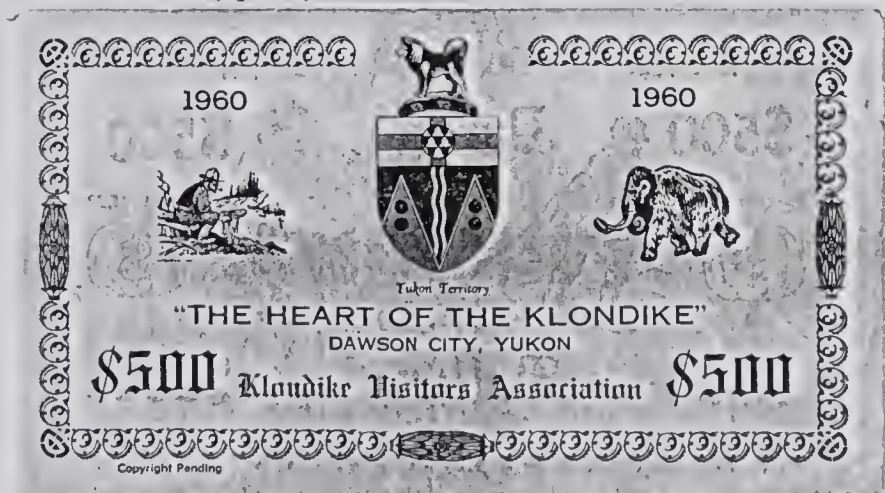 1960
1960
Yukon Territory
"THE HEART OF THE KLONDIKE"
DAWSON CITY, YUKON
$500 Klondike Visitors Association $500
Copyright Pending